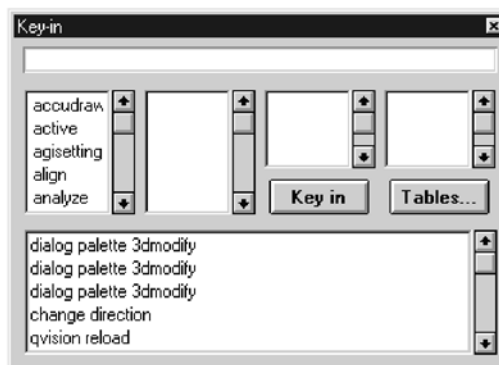 Key-in
accudraw
active
agisetting
align
analyze
Key in
Tables...
dialog palette 3dmodify
dialog palette 3dmodify
dialog palette 3dmodify
change direction
qvision reload